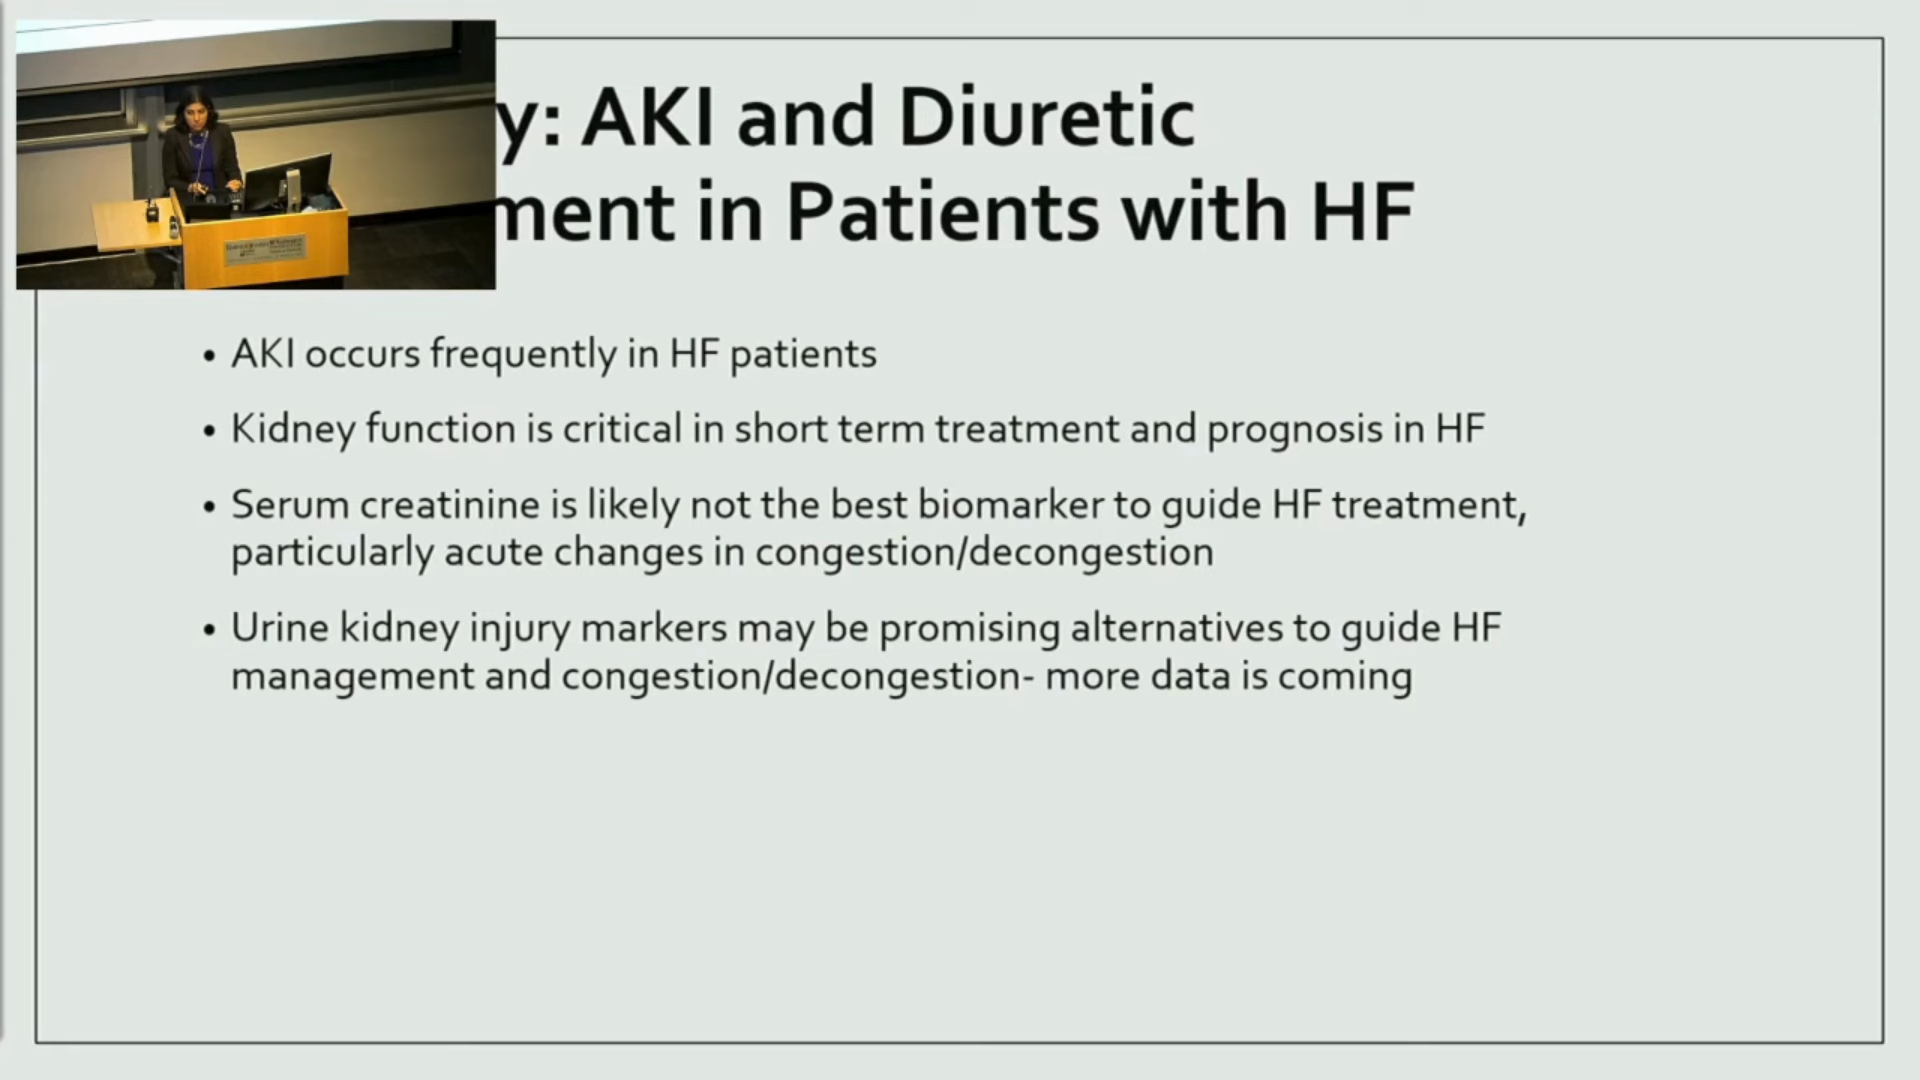 y: AKI and Diuretic
ment in Patients with HF
• AKI occurs frequently in HF patients
• Kidney function is critical in short term treatment and prognosis in HF
• Serum creatinine is likely not the best biomarker to guide HF treatment,
particularly acute changes in congestion/decongestion
• Urine kidney injury markers may be promising alternatives to guide HF
management and congestion/decongestion- more data is coming